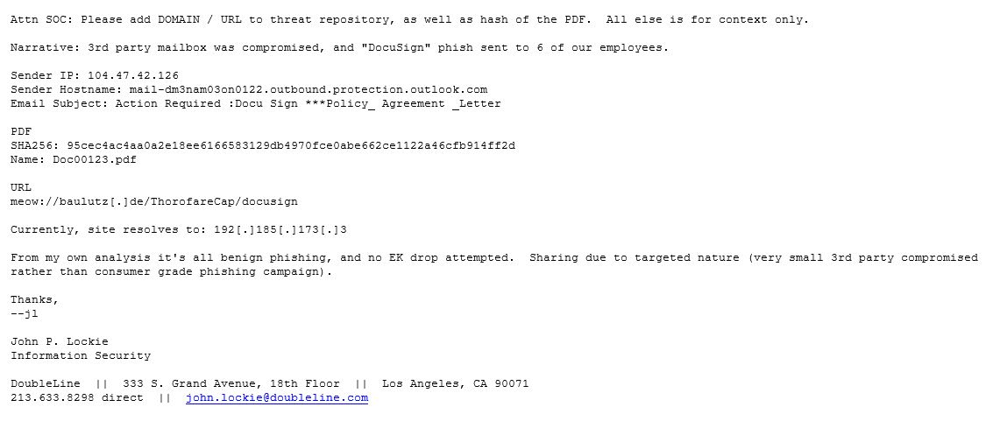 Attn SOC: Please add DOMAIN / URL to threat repository, as well as hash of the PDF.  All else is for context only.
Narrative: 3rd party mailbox was compromised, and "DocuSign" phish sent to 6 of our employees.
Sender IP: 104.47.42.126
Sender Hostname: mail-dm3nam03on0122.outbound.protection.outlook.com
Email Subject: Action Required :Docu Sign ***Policy_ Agreement _Letter
PDF
SHA256: 95cec4ac4aa0a2e18ee6166583129db4970fce0abe662ce1122a46cfb914ff2d
Name: Doc00123.pdf
URL
meow://baulutz[.]de/ThorofareCap/docusign
Currently, site resolves to: 192[.]185[.]173[.]3
From my own analysis it's all benign phishing, and no EK drop attempted.  Sharing due to targeted nature (very small 3rd party compromised
rather than consumer grade phishing campaign).
Thanks,
--jl
John P. Lockie
Information Security
DoubleLine  ||  333 S. Grand Avenue, 18th Floor  ||  Los Angeles, CA 90071
213.633.8298 direct  ||  john.lockie@doubleline.com